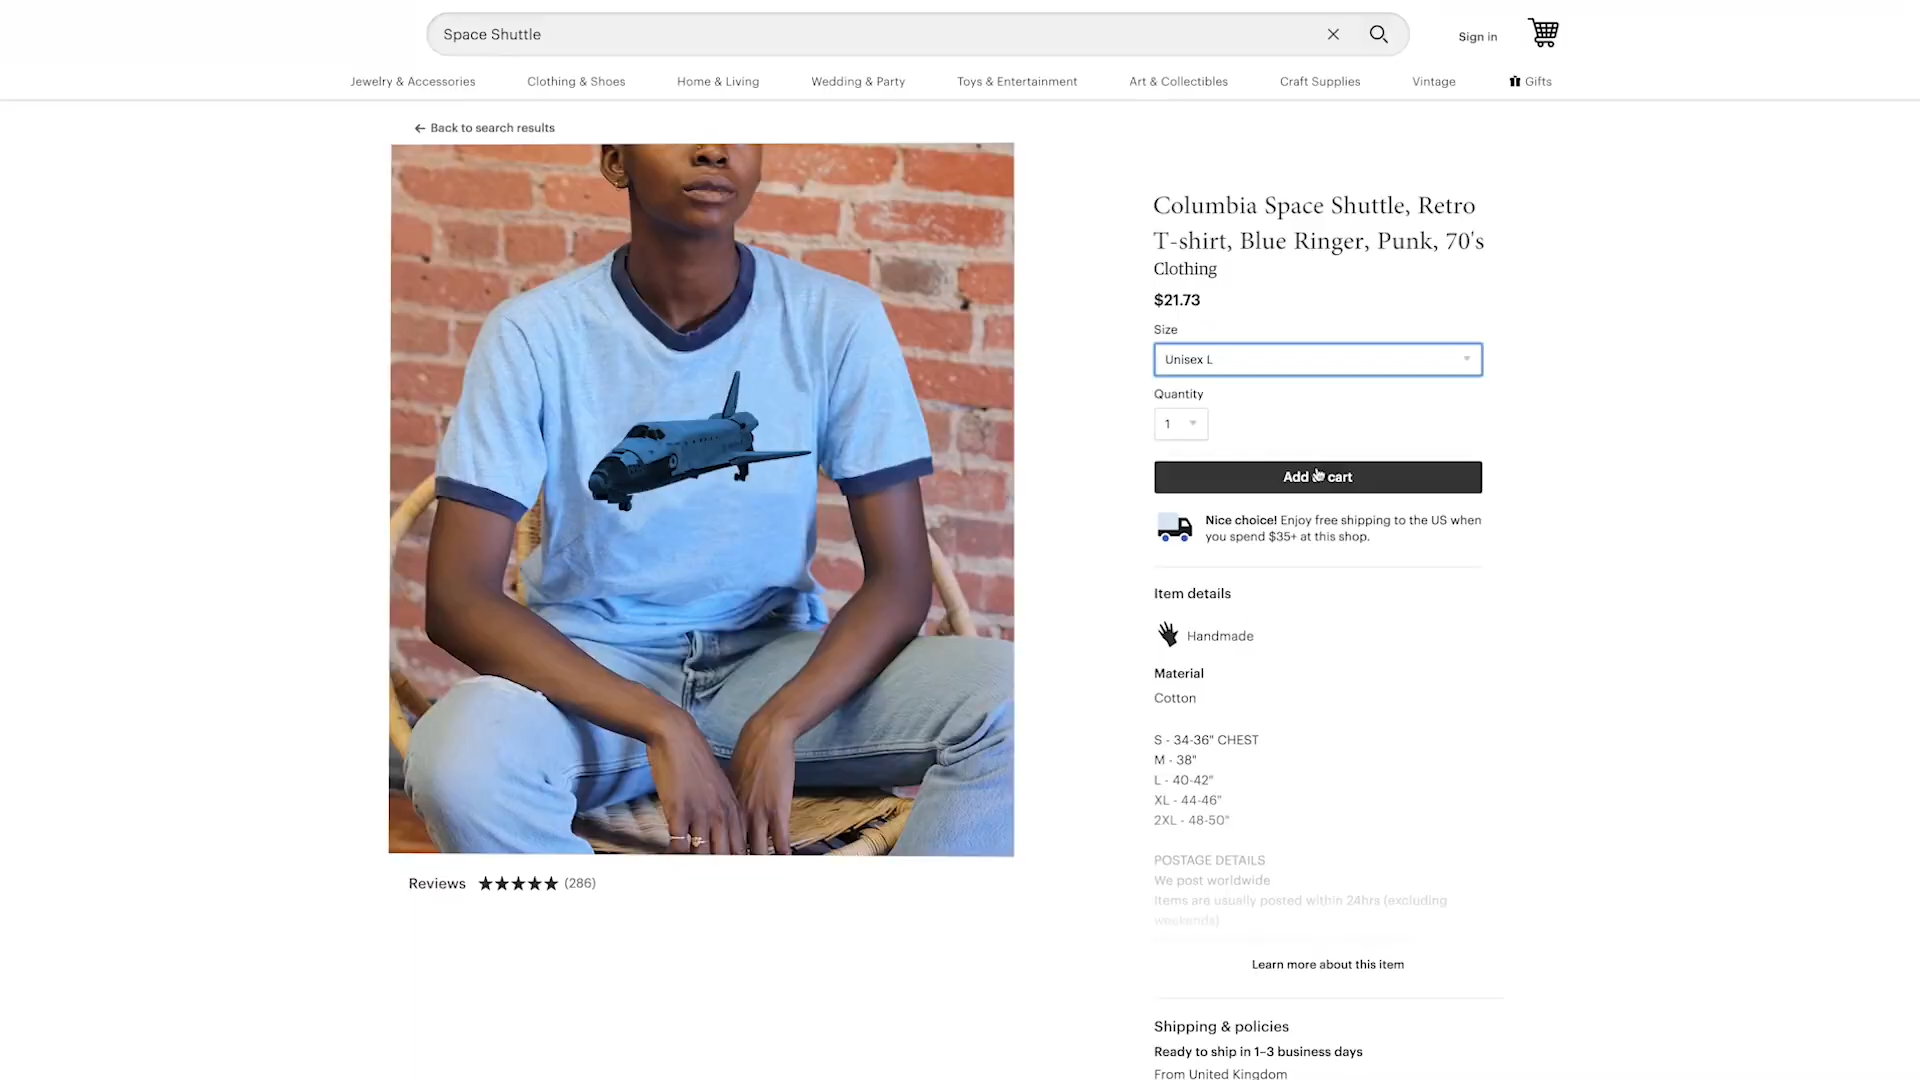 Space Shuttle
Sign in
Jewelry & Accessories
Clothing & Shoes
Home & Living
Wedding & Party
Toys & Entertainment
Art & Collectibles
Craft Supplies
Vintage
Gifts
Back to search results
Columbia Space Shuttle, Retro
T-shirt, Blue Ringer, Punk, 70's
Clothing
$21.73
Size
Unisex L
Quantity
1
Add to cart
Nice choice! Enjoy free shipping to the US when
you spend $35+ at this shop.
Item details
Handmade
Material
Cotton
S - 34-36" CHEST
M - 38"
L - 40-42"
XL - 44-46"
2XL - 48-50"
POSTAGE DETAILS
We post worldwide
Items are usually posted within 24hrs (excluding
weekends)
Learn more about this item
Shipping & policies
Ready to ship in 1–3 business days
From United Kingdom
Reviews
(286)